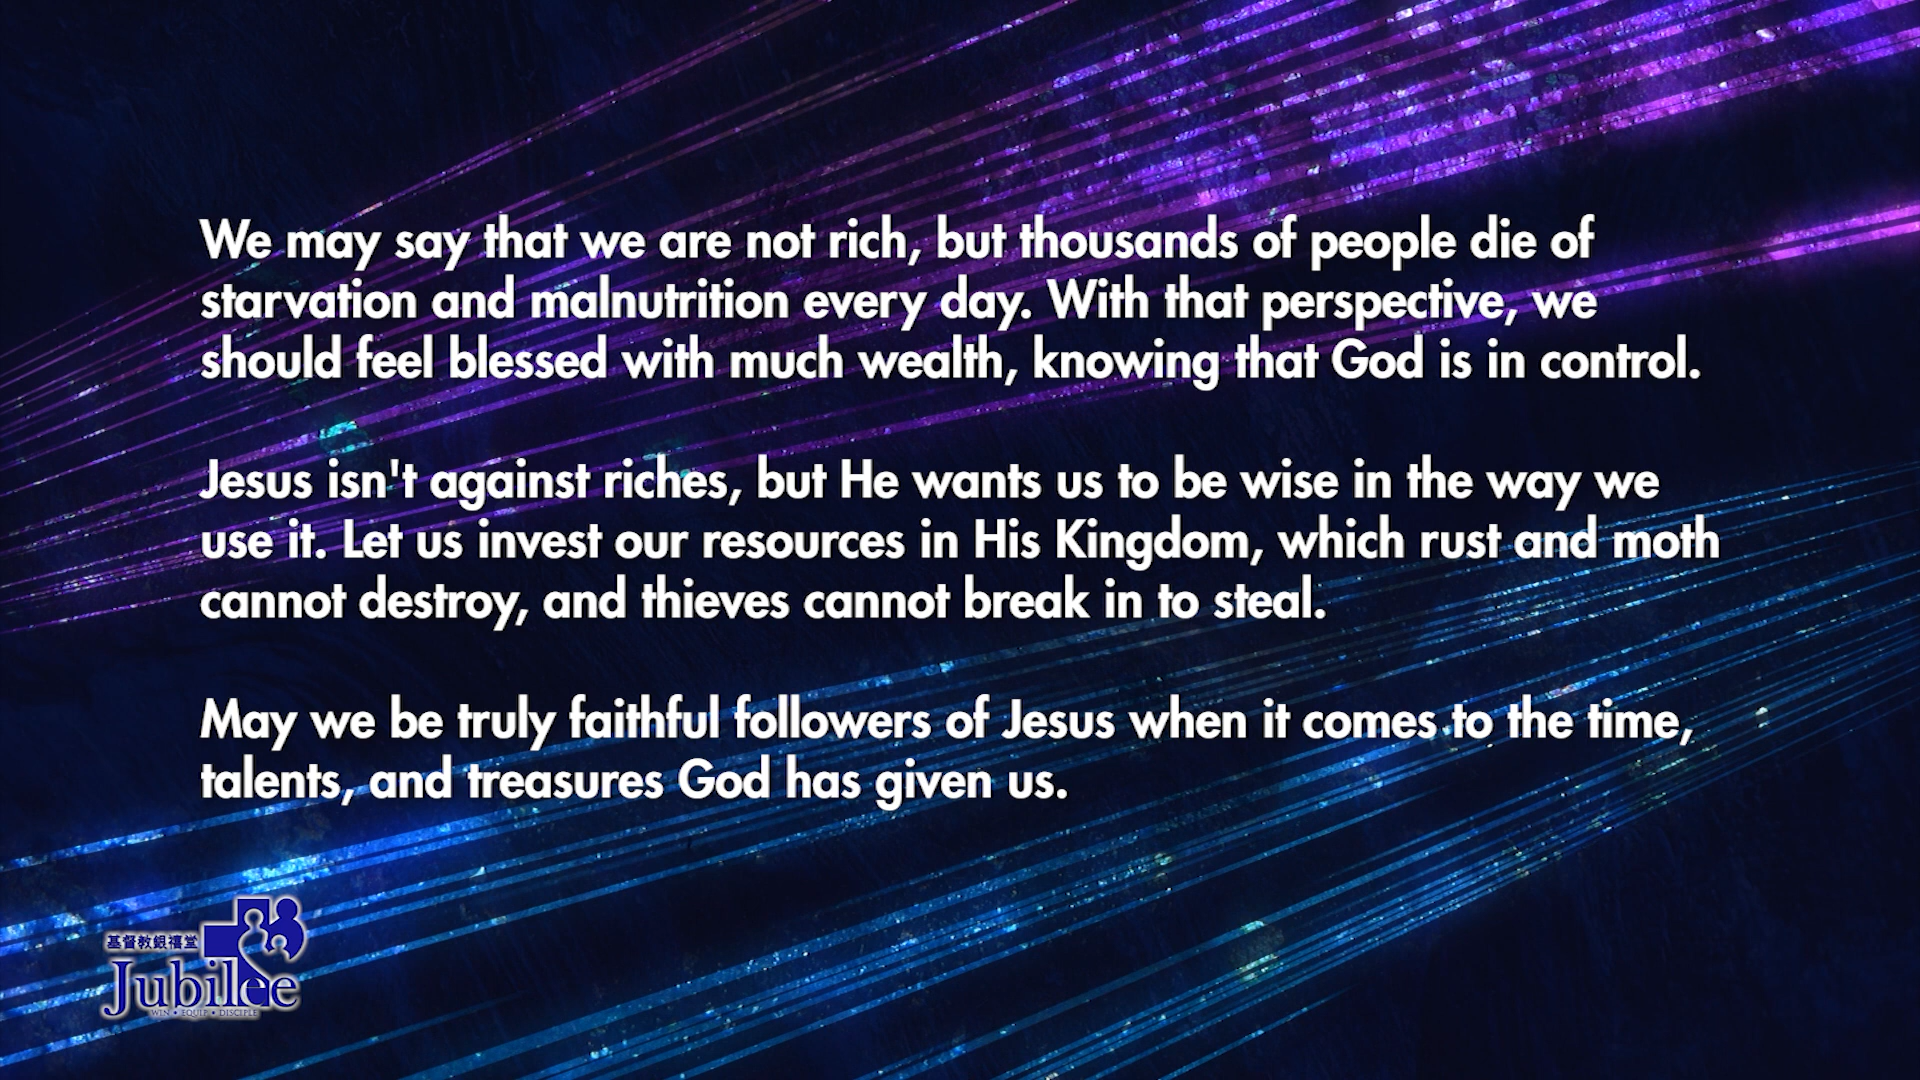 We may say that we are not rich, but thousands of people die of
starvation and malnutrition every day. With that perspective, we
should feel blessed with much wealth, knowing that God is in control.
Jesus isn't against riches, but He wants us to be wise in the way we
use it. Let us invest our resources in His Kingdom, which rust and moth
cannot destroy, and thieves cannot break in to steal.
May we be truly faithful followers of Jesus when it comes to the time,
talents, and treasures God has given us.
基督教銀禧堂
Jubilee
WIN • EQUIP • DISCIPLE